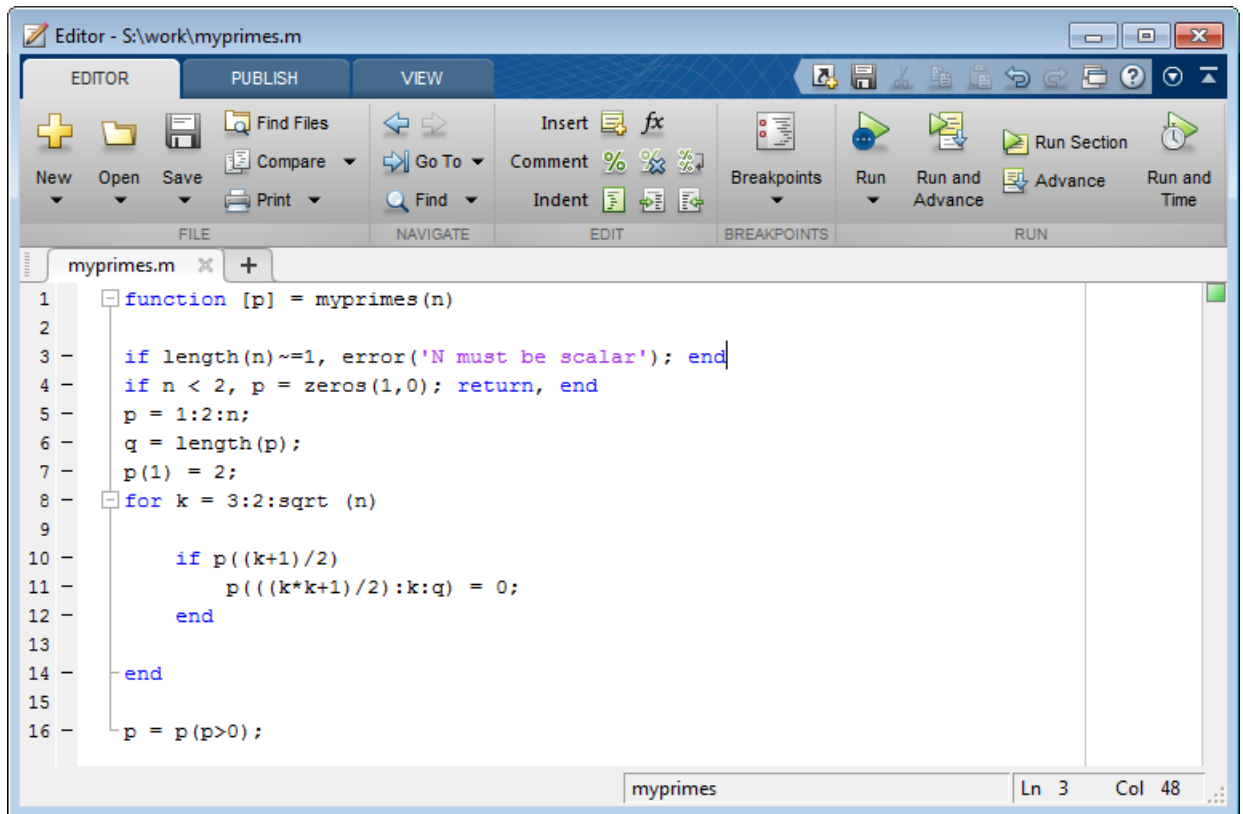 Editor - S:\work\myprimes.m
EDITOR PUBLISH VIEW
New
Open
Save
Find Files
Compare
Print
FILE
Go To
Find
NAVIGATE
Insert fx
Comment
Indent
EDIT
Breakpoints
BREAKPOINTS
Run
Run and
Advance
Run Section
Advance
Run and
Time
RUN
myprimes.m
1 function [p] = myprimes(n)
2
3 – if length(n)~=1, error('N must be scalar'); end
4 – if n < 2, p = zeros(1,0); return, end
5 – p = 1:2:n;
6 – q = length(p);
7 – p(1) = 2;
8 – for k = 3:2:sqrt (n)
9
10 – if p((k+1)/2)
11 – p(((k*k+1)/2):k:q) = 0;
12 – end
13
14 – end
15
16 – p = p(p>0);
myprimes Ln 3 Col 48